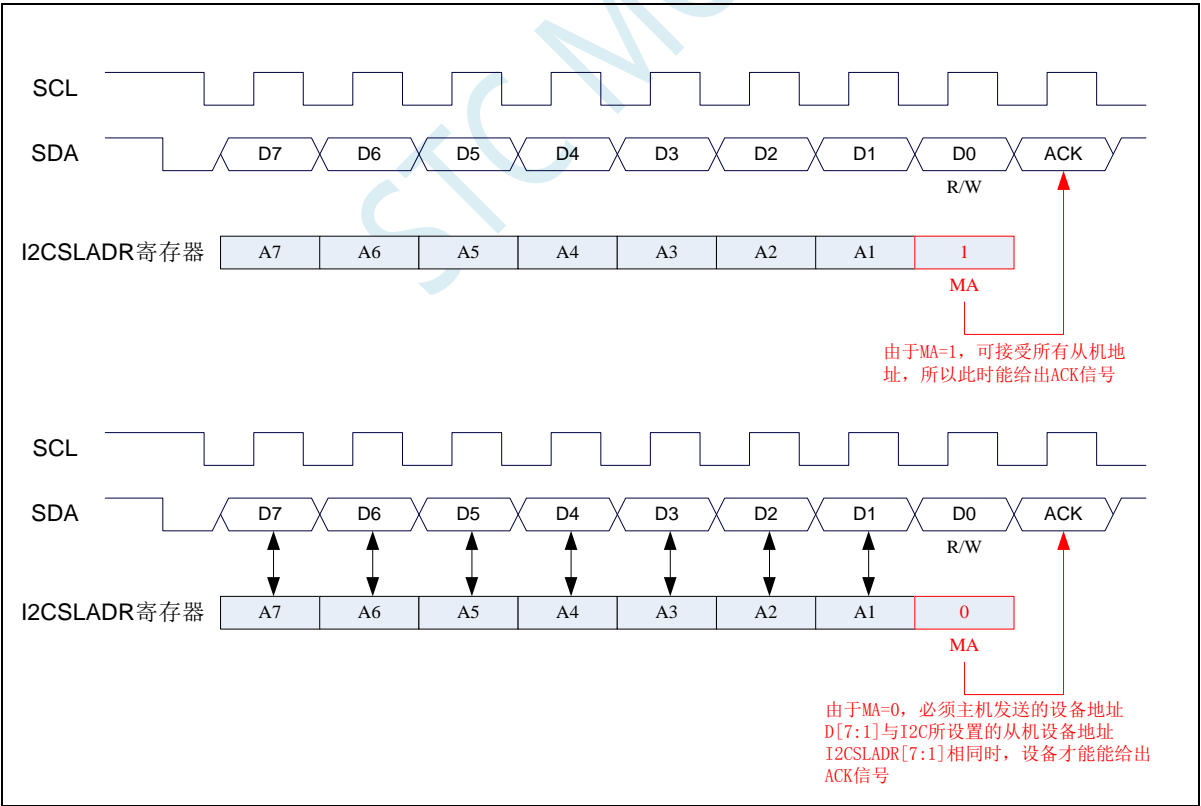 STC MC
SCL
SDA D7 D6 D5 D4 D3 D2 D1 D0 ACK
R/W
I2CSLADR寄存器 A7 A6 A5 A4 A3 A2 A1 1
MA
由于MA=1，可接受所有从机地
址，所以此时能给出ACK信号
SCL
SDA D7 D6 D5 D4 D3 D2 D1 D0 ACK
R/W
I2CSLADR寄存器 A7 A6 A5 A4 A3 A2 A1 0
MA
由于MA=0，必须主机发送的设备地址
D[7:1]与I2C所设置的从机设备地址
I2CSLADR[7:1]相同时，设备才能能给出
ACK信号